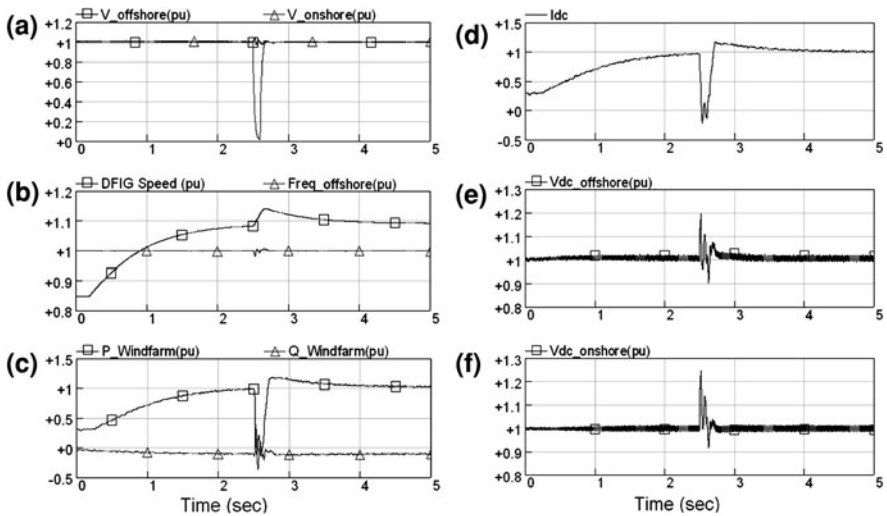 (a)
V_offshore(pu) V_onshore(pu)
+1.2
+1
+0.8
+0.6
+0.4
+0.2
+0
0 1 2 3 4 5
(b)
DFIG Speed (pu) Freq_offshore(pu)
+1.2
+1.1
+1
+0.9
+0.8
0 1 2 3 4 5
(c)
P_Windfarm(pu) Q_Windfarm(pu)
+1.5
+1
+0.5
+0
-0.5
0 1 2 3 4 5
Time (sec)
(d)
Idc
+1.5
+1
+0.5
+0
-0.5
0 1 2 3 4 5
(e)
Vdc_offshore(pu)
+1.3
+1.2
+1.1
+1
+0.9
+0.8
0 1 2 3 4 5
(f)
Vdc_onshore(pu)
+1.3
+1.2
+1.1
+1
+0.9
+0.8
0 1 2 3 4 5
Time (sec)